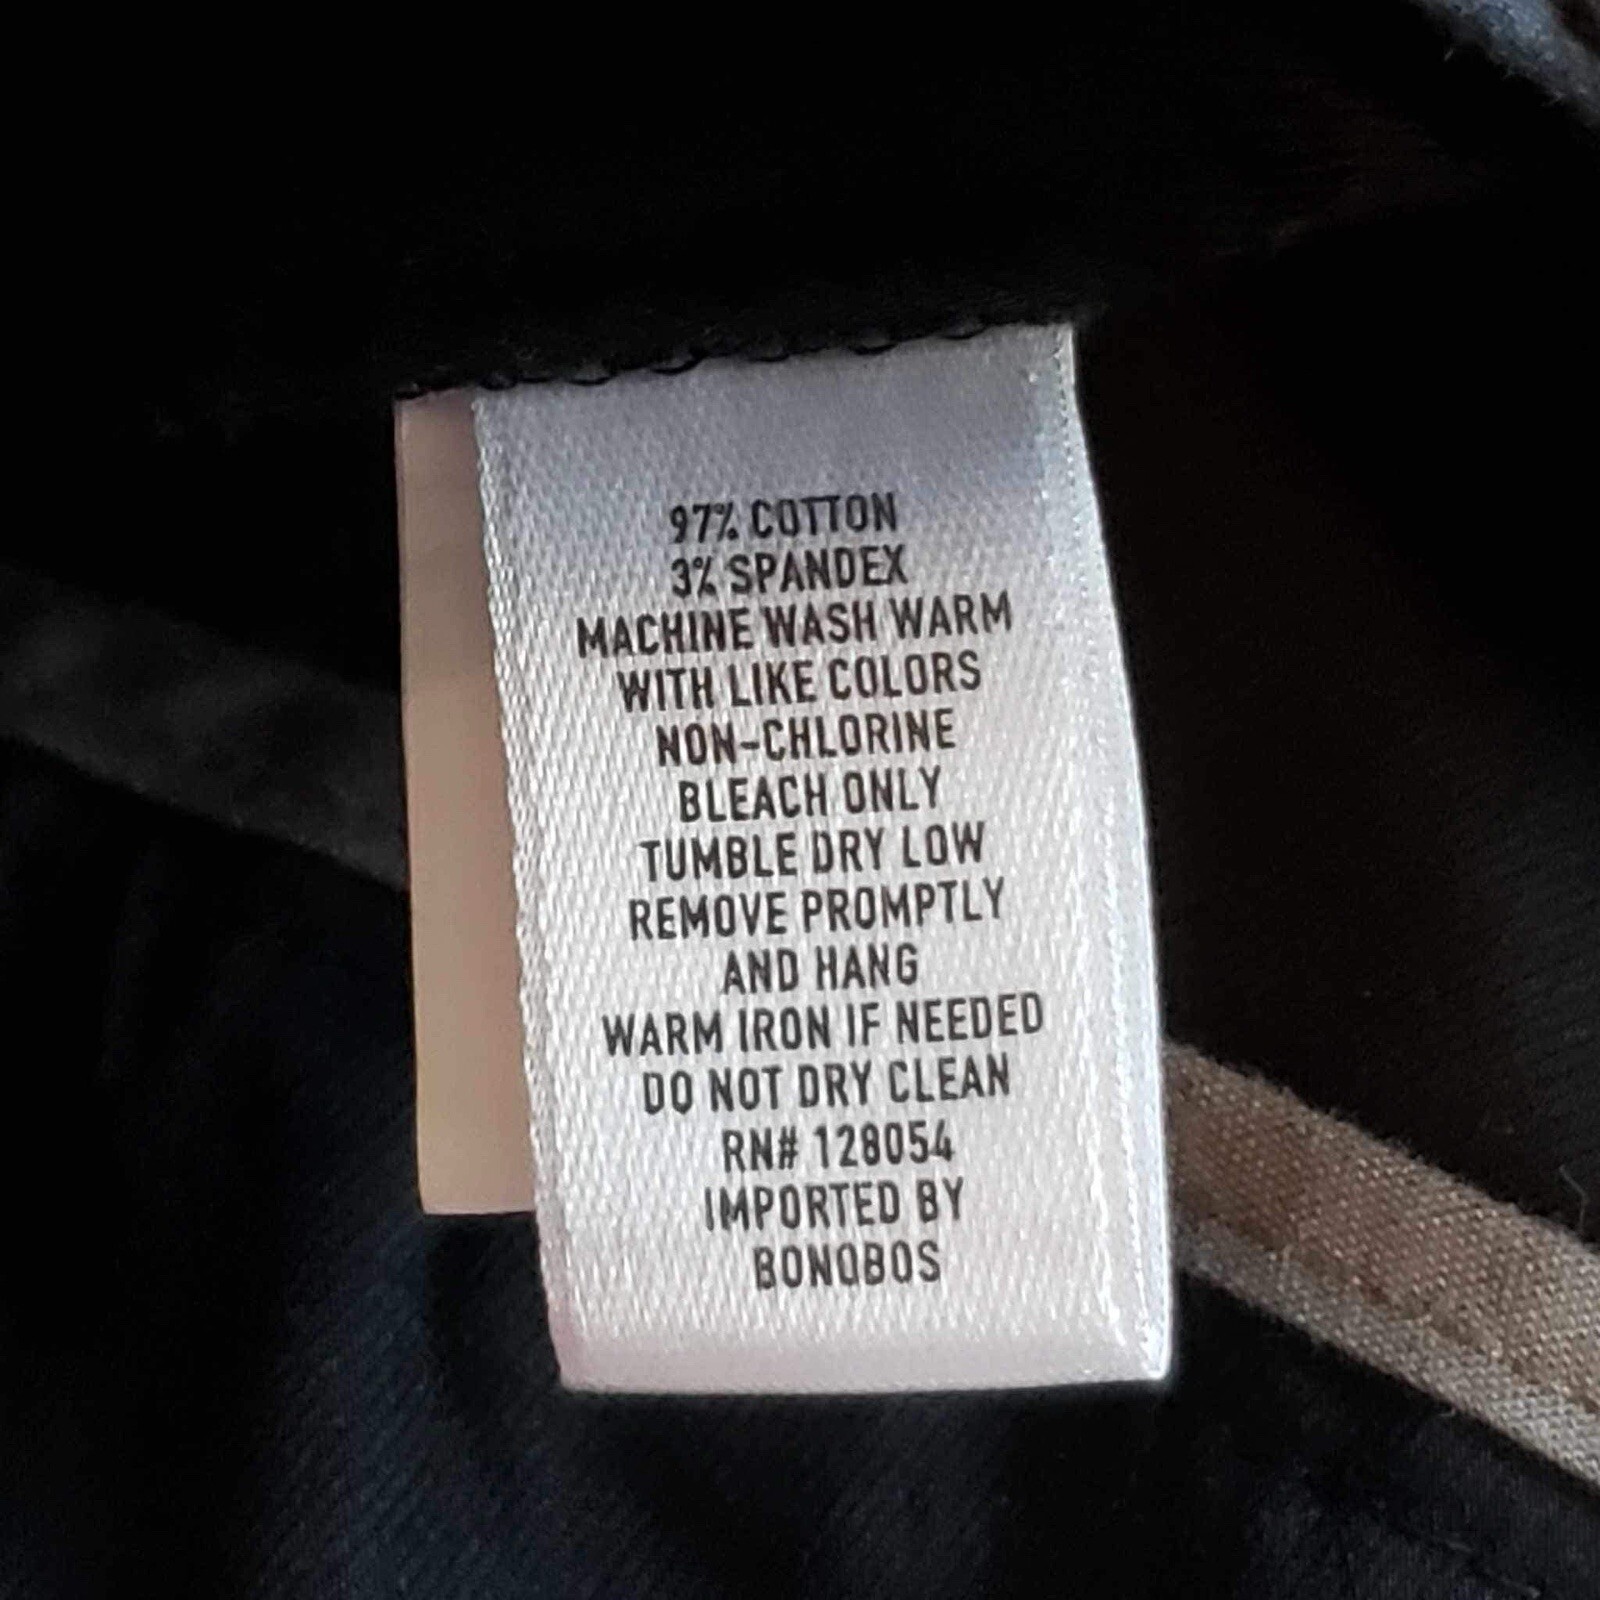 97% COTTON
3% SPANDEX
MACHINE WASH WARM
WITH LIKE COLORS
NON-CHLORINE
BLEACH ONLY
TUMBLE DRY LOW
REMOVE PROMPTLY
AND HANG
WARM IRON IF NEEDED
DO NOT DRY CLEAN
RN# 128054
IMPORTED BY
BONOBOS